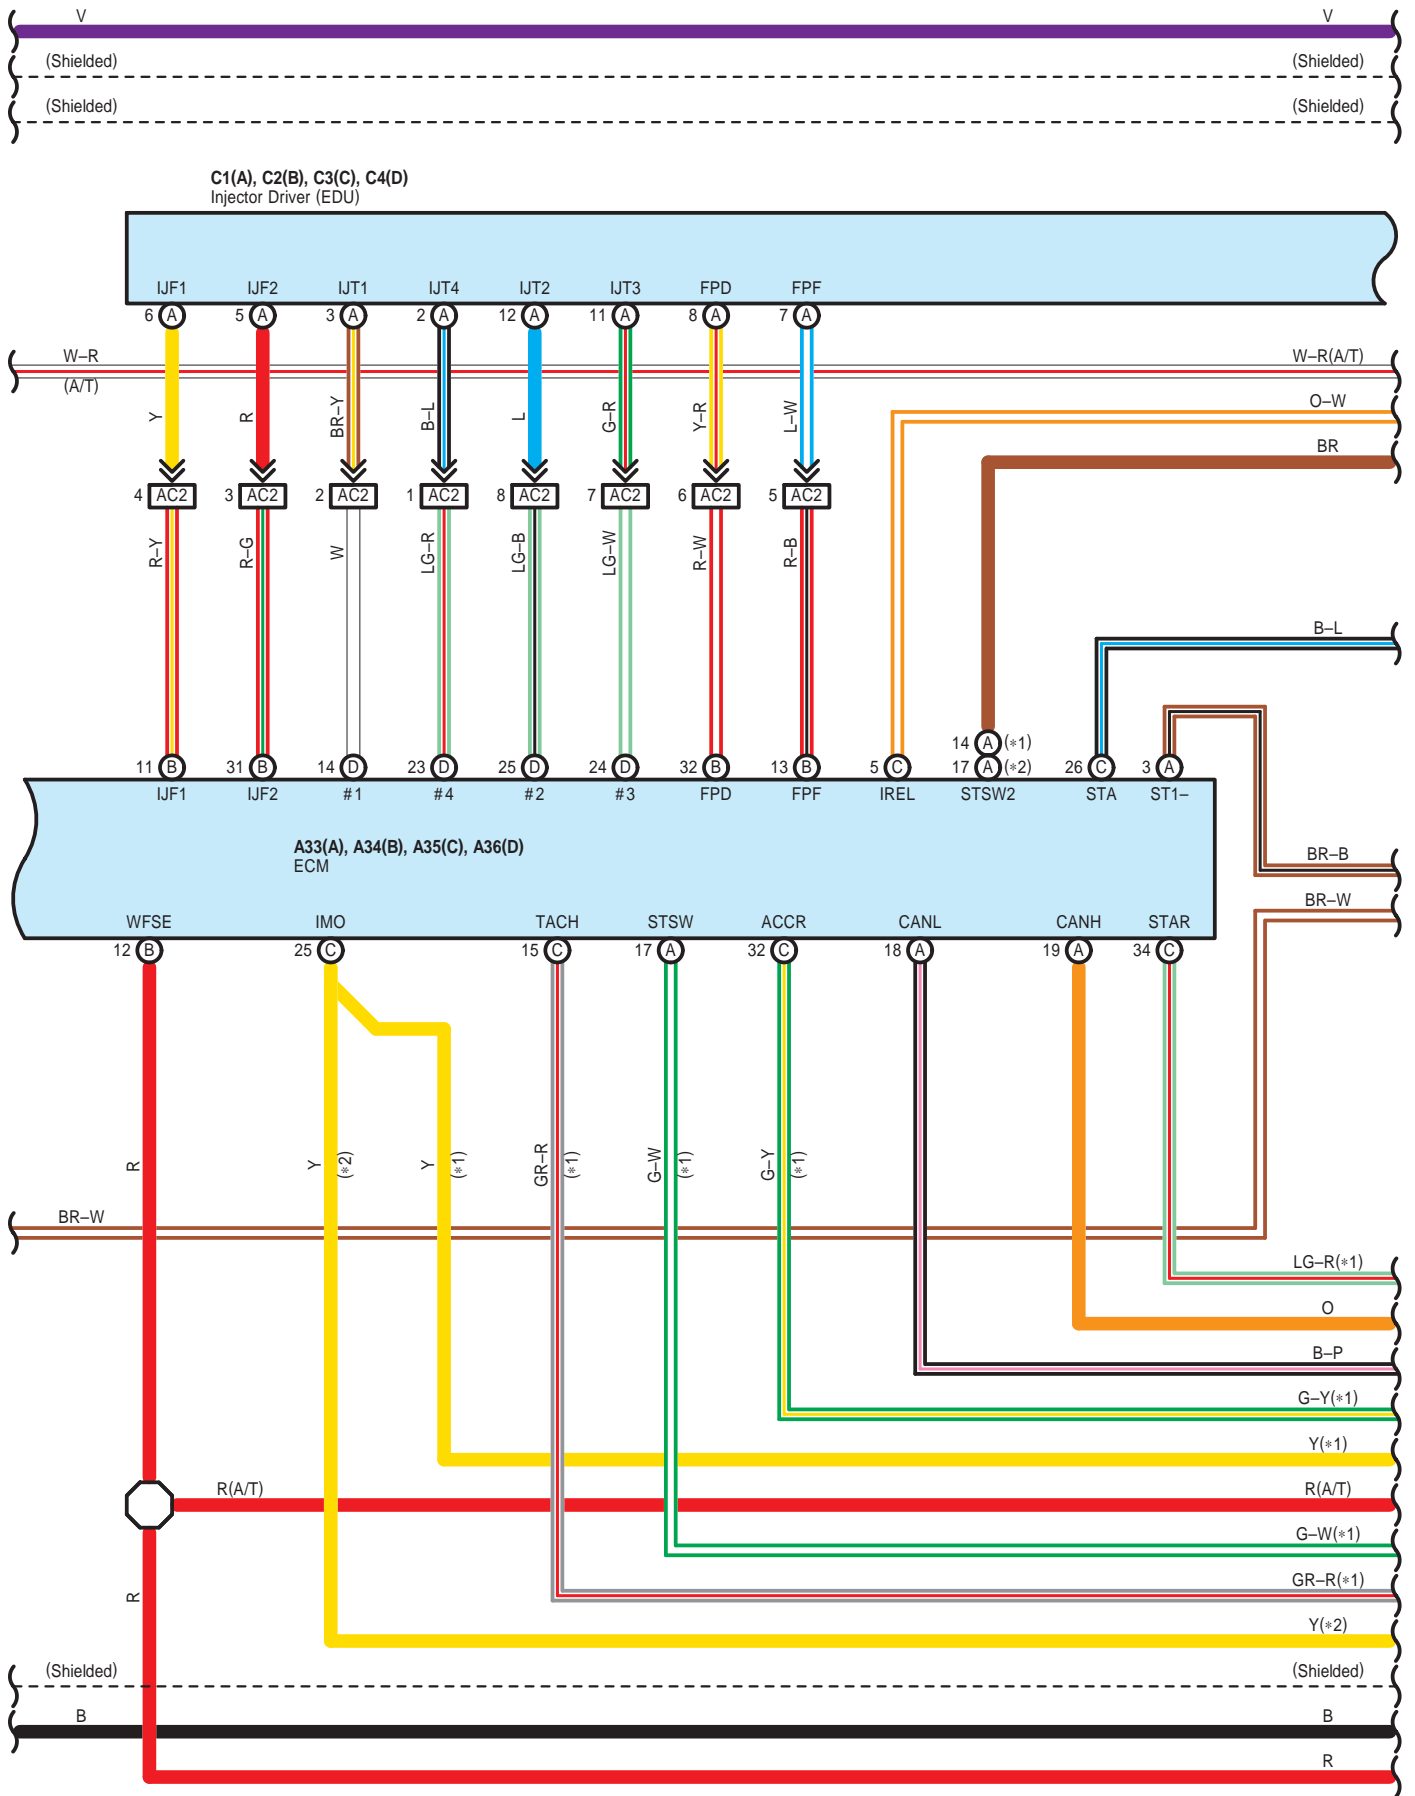 V V
(Shielded) (Shielded)
(Shielded) (Shielded)
C1(A), C2(B), C3(C), C4(D)
Injector Driver (EDU)
IJF1 IJF2 IJT1 IJT4 IJT2 IJT3 FPD FPF
6 A 5 A 3 A 2 A 12 A 11 A 8 A 7 A
W–R W–R(A/T)
(A/T)
O–W
Y R BR–Y B–L L G–R Y–R L–W
BR
4 AC2 3 AC2 2 AC2 1 AC2 8 AC2 7 AC2 6 AC2 5 AC2
R–Y R–G W LG–R LG–B LG–W R–W R–B
B–L
14 A (*1)
11 B 31 B 14 D 23 D 25 D 24 D 32 B 13 B 5 C 17 A (*2) 26 C 3 A
IJF1 IJF2 #1 #4 #2 #3 FPD FPF IREL STSW2 STA ST1–
A33(A), A34(B), A35(C), A36(D)
ECM
BR–B
BR–W
WFSE IMO TACH STSW ACCR CANL CANH STAR
12 B 25 C 15 C 17 A 32 C 18 A 19 A 34 C
R Y (*2) Y (*1) GR–R (*1) G–W (*1) G–Y (*1)
BR–W
LG–R(*1)
O
B–P
G–Y(*1)
Y(*1)
R(A/T) R(A/T)
G–W(*1)
R GR–R(*1)
Y(*2)
(Shielded) (Shielded)
B B
R